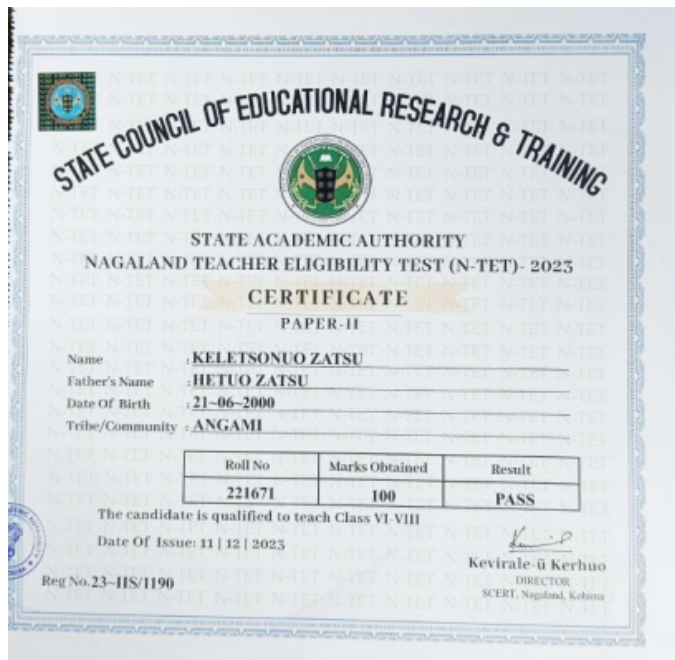 STATE COUNCIL OF EDUCATIONAL RESEARCH & TRAINING
STATE ACADEMIC AUTHORITY
NAGALAND TEACHER ELIGIBILITY TEST (N-TET)- 2023
CERTIFICATE
PAPER-II
Name : KELETSONUO ZATSU
Father's Name : HETUO ZATSU
Date Of Birth : 21-06-2000
Tribe/Community : ANGAMI
Roll No Marks Obtained Result
221671 100 PASS
The candidate is qualified to teach Class VI-VIII
Date Of Issue: 11 | 12 | 2023
Kevirale-ü Kerhuo
Reg No. 23-IIS/1190
DIRECTOR
SCERT, Nagaland, Kohima